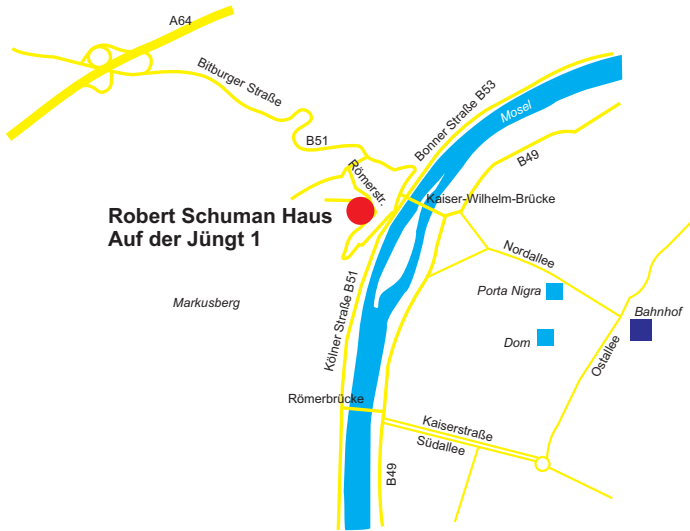 A64
Bitburger Straße
B51
Römerstr.
Bonner Straße B53
Mosel
B49
Kaiser-Wilhelm-Brücke
Robert Schuman Haus
Auf der Jüngt 1
Nordallee
Markusberg
Kölner Straße B51
Porta Nigra
Bahnhof
Dom
Ostallee
Römerbrücke
Kaiserstraße
Südallee
B49